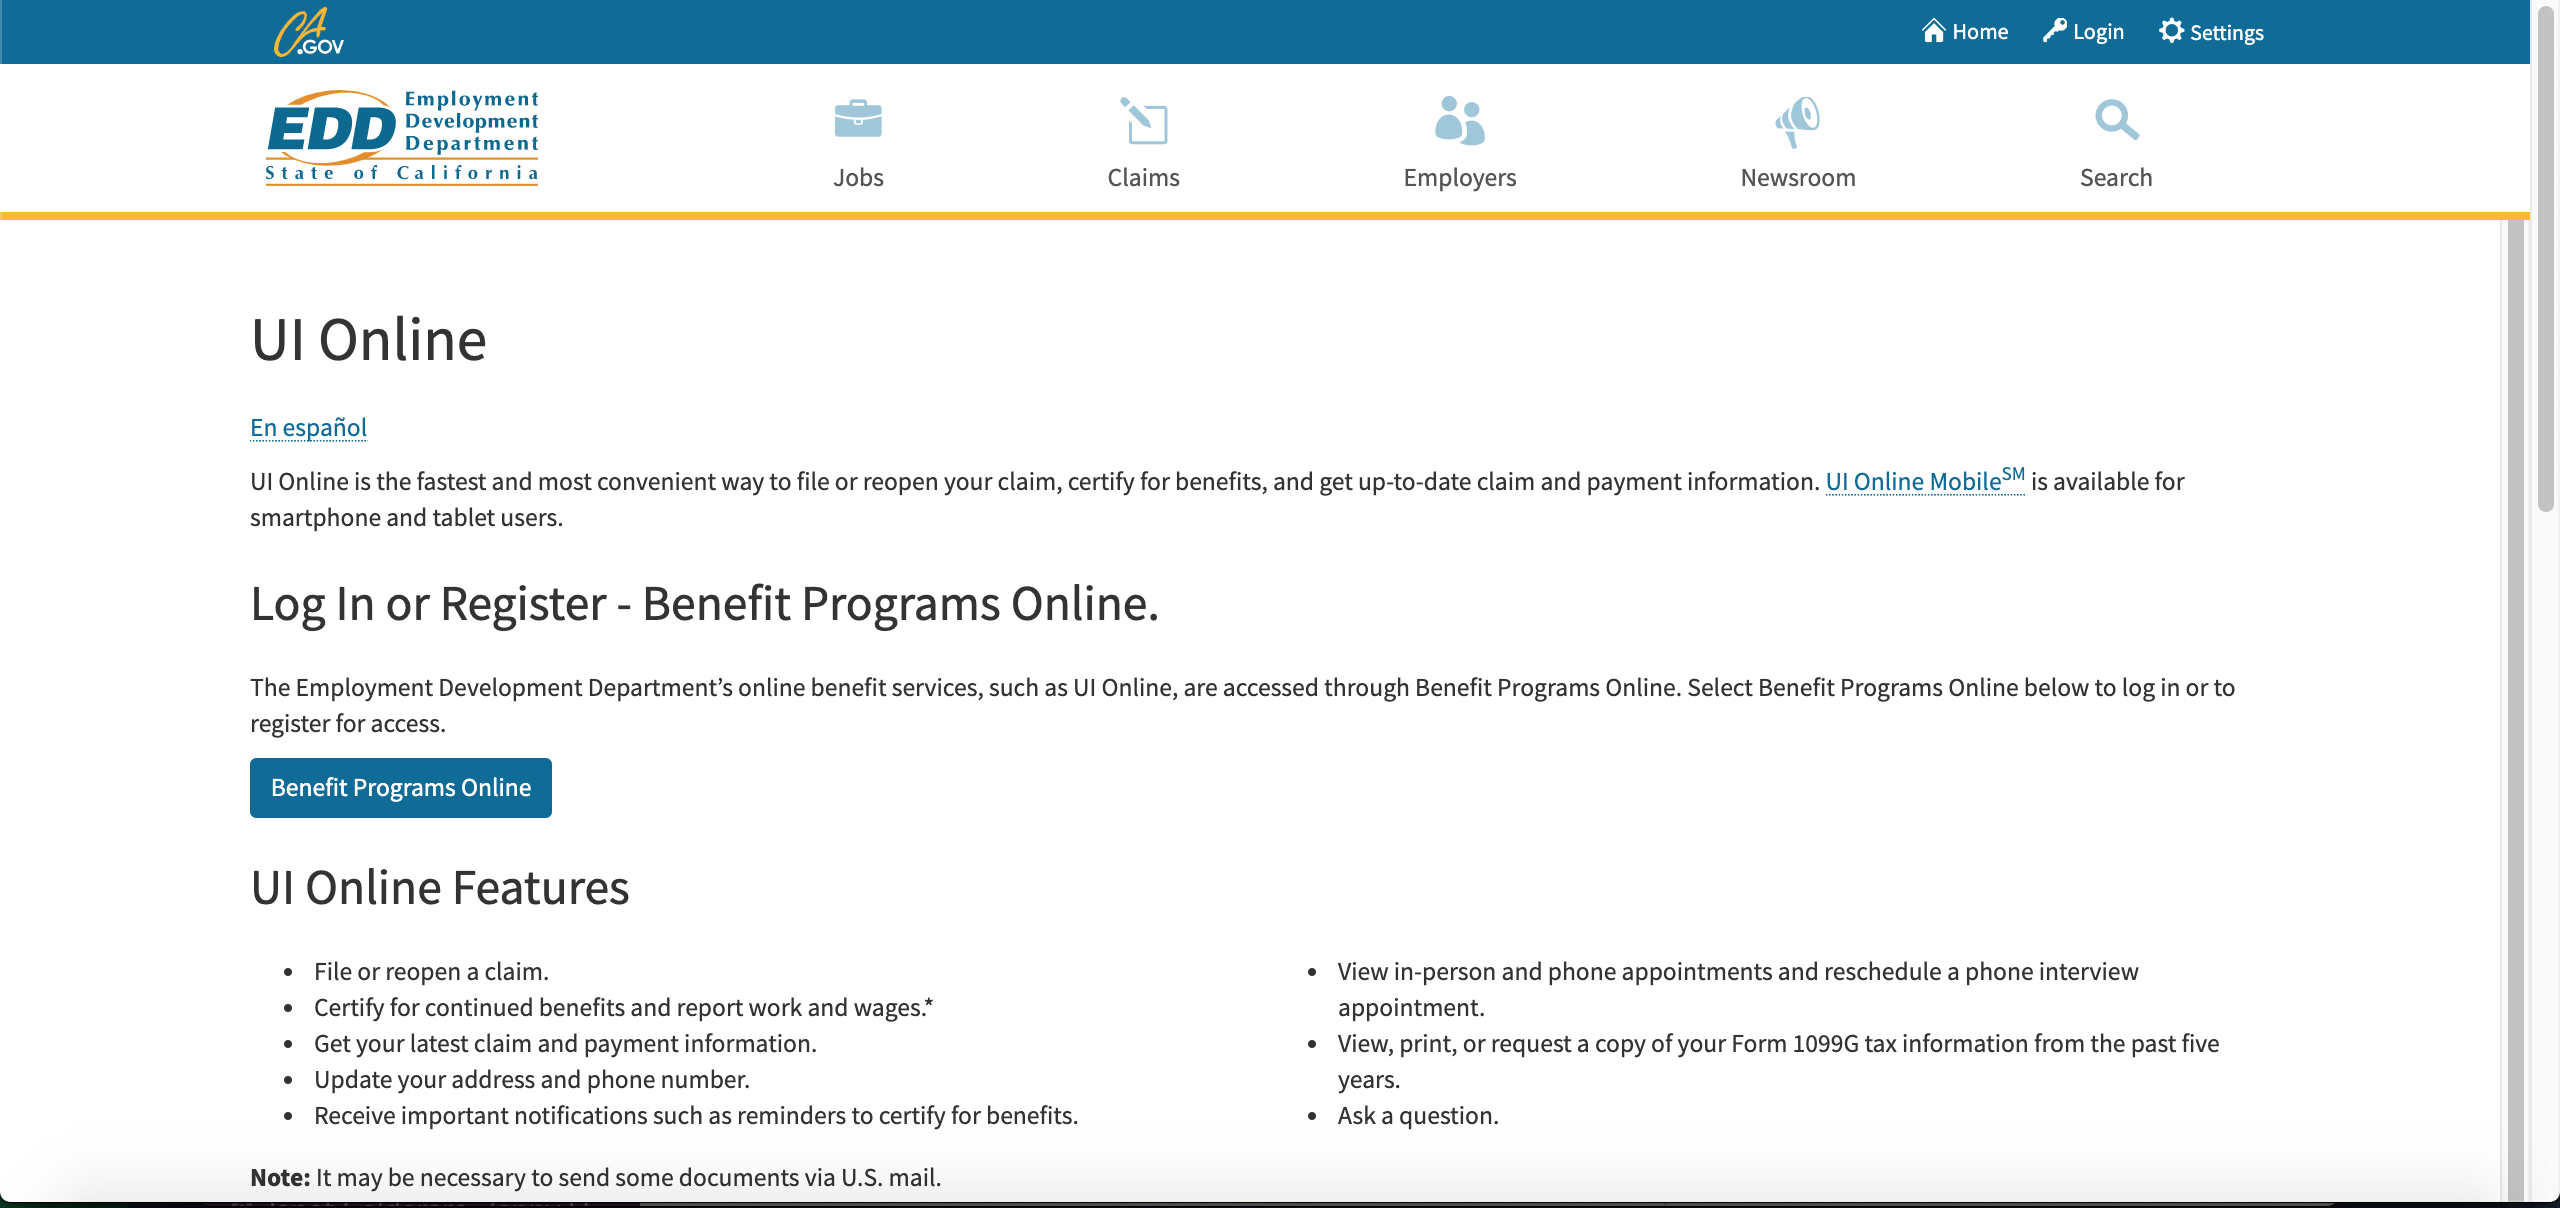 CA.GOV
Home
Login
Settings
EDD
Employment
Development
Department
State of California
Jobs
Claims
Employers
Newsroom
Search
UI Online
En español
UI Online is the fastest and most convenient way to file or reopen your claim, certify for benefits, and get up-to-date claim and payment information. UI Online Mobile℠ is available for
smartphone and tablet users.
Log In or Register - Benefit Programs Online.
The Employment Development Department’s online benefit services, such as UI Online, are accessed through Benefit Programs Online. Select Benefit Programs Online below to log in or to
register for access.
Benefit Programs Online
UI Online Features
• File or reopen a claim.
• Certify for continued benefits and report work and wages.*
• Get your latest claim and payment information.
• Update your address and phone number.
• Receive important notifications such as reminders to certify for benefits.
• View in-person and phone appointments and reschedule a phone interview
appointment.
• View, print, or request a copy of your Form 1099G tax information from the past five
years.
• Ask a question.
Note: It may be necessary to send some documents via U.S. mail.